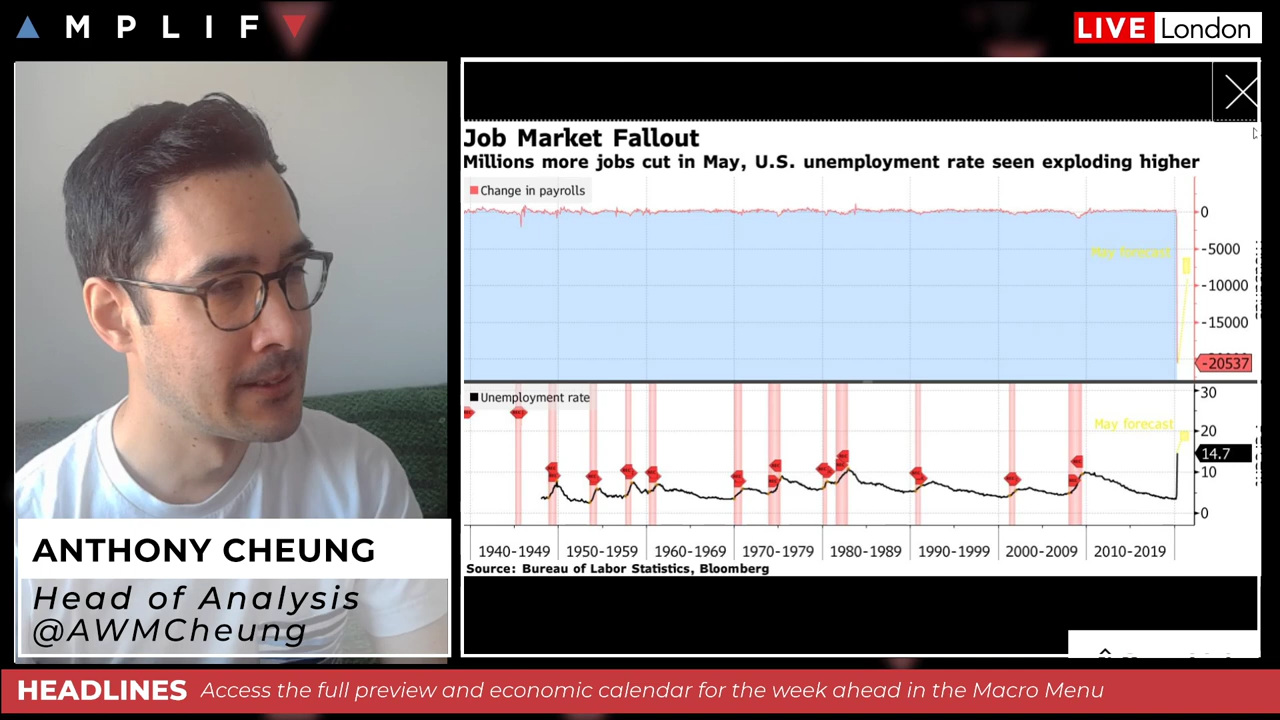 AMPLIFY
LIVE London
Job Market Fallout
Millions more jobs cut in May, U.S. unemployment rate seen exploding higher
Change in payrolls
0
May forecast
-5000
-10000
-15000
-20537
Unemployment rate
30
May forecast
20
14.7
10
0
1940-1949 1950-1959 1960-1969 1970-1979 1980-1989 1990-1999 2000-2009 2010-2019
Source: Bureau of Labor Statistics, Bloomberg
ANTHONY CHEUNG
Head of Analysis
@AWMCheung
HEADLINES Access the full preview and economic calendar for the week ahead in the Macro Menu